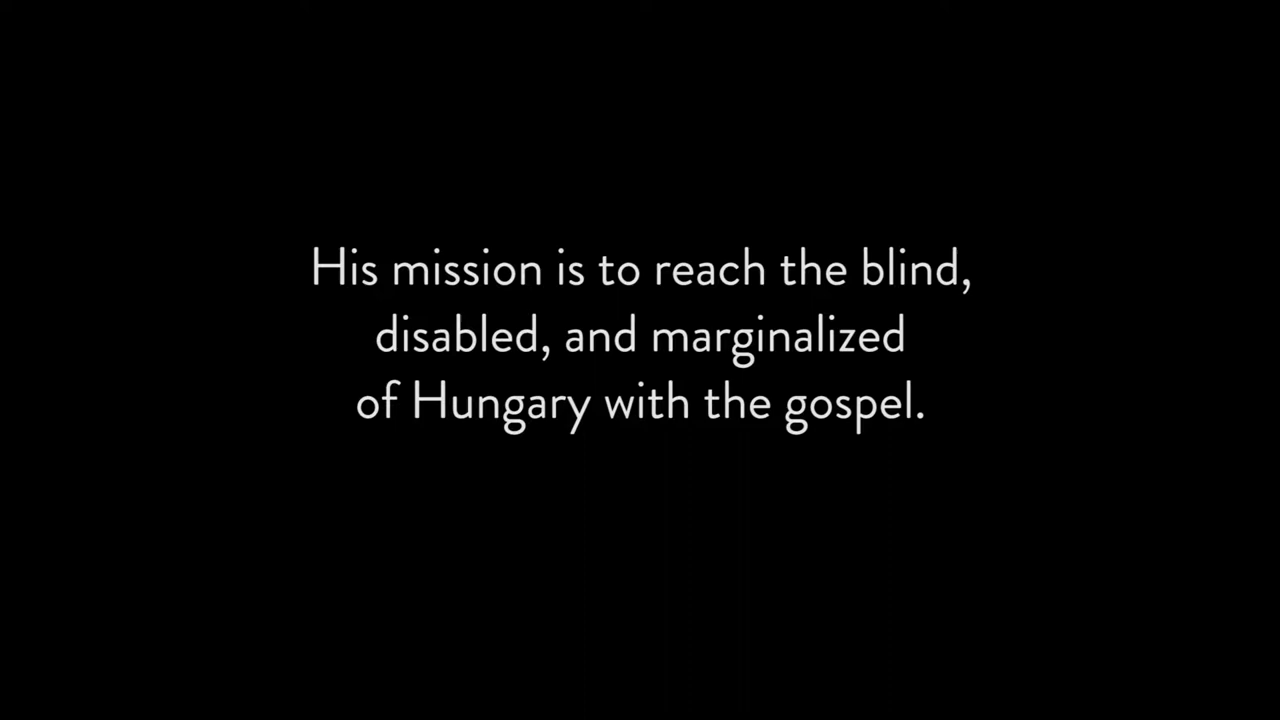 His mission is to reach the blind,
disabled, and marginalized
of Hungary with the gospel.